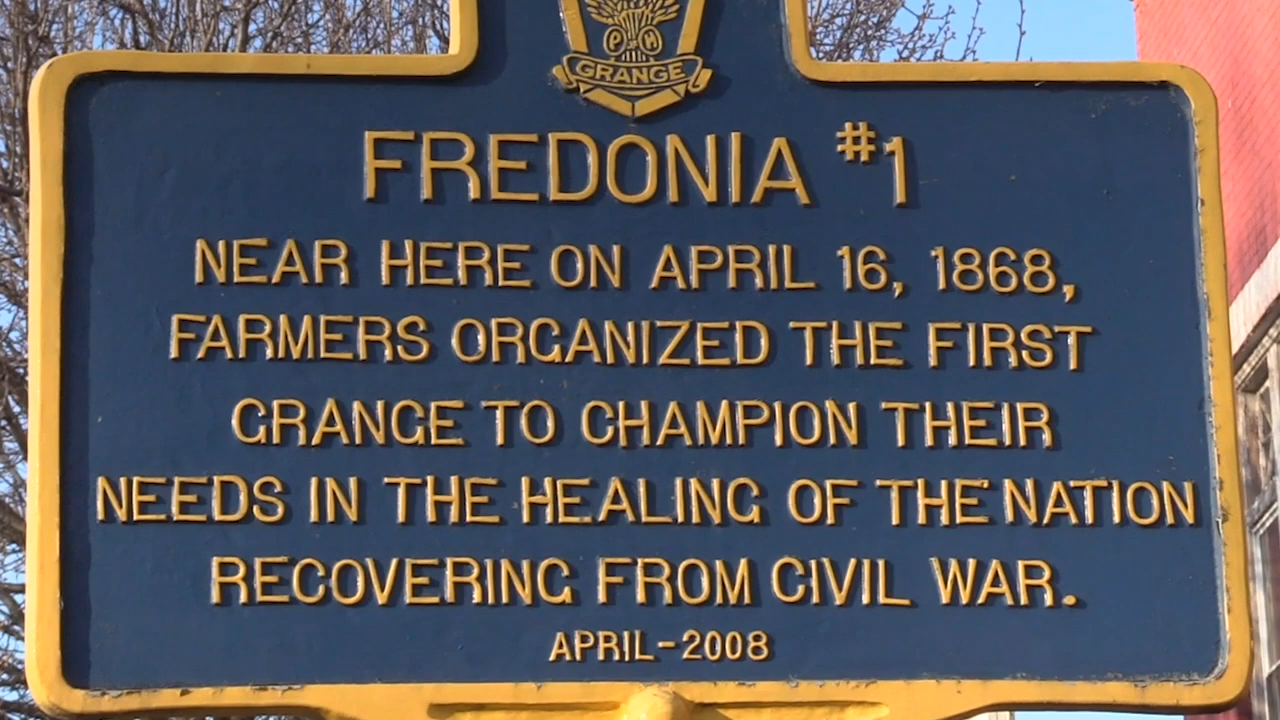 P H
GRANGE
FREDONIA #1
NEAR HERE ON APRIL 16, 1868,
FARMERS ORGANIZED THE FIRST
GRANGE TO CHAMPION THEIR
NEEDS IN THE HEALING OF THE NATION
RECOVERING FROM CIVIL WAR.
APRIL-2008